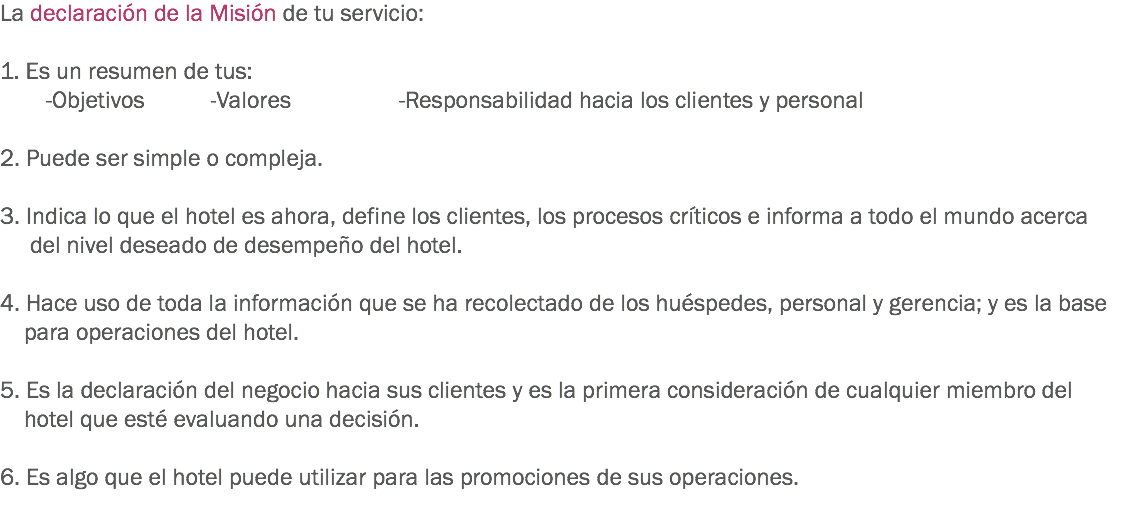 La declaración de la Misión de tu servicio:
1. Es un resumen de tus:
-Objetivos -Valores -Responsabilidad hacia los clientes y personal
2. Puede ser simple o compleja.
3. Indica lo que el hotel es ahora, define los clientes, los procesos críticos e informa a todo el mundo acerca
del nivel deseado de desempeño del hotel.
4. Hace uso de toda la información que se ha recolectado de los huéspedes, personal y gerencia; y es la base
para operaciones del hotel.
5. Es la declaración del negocio hacia sus clientes y es la primera consideración de cualquier miembro del
hotel que esté evaluando una decisión.
6. Es algo que el hotel puede utilizar para las promociones de sus operaciones.